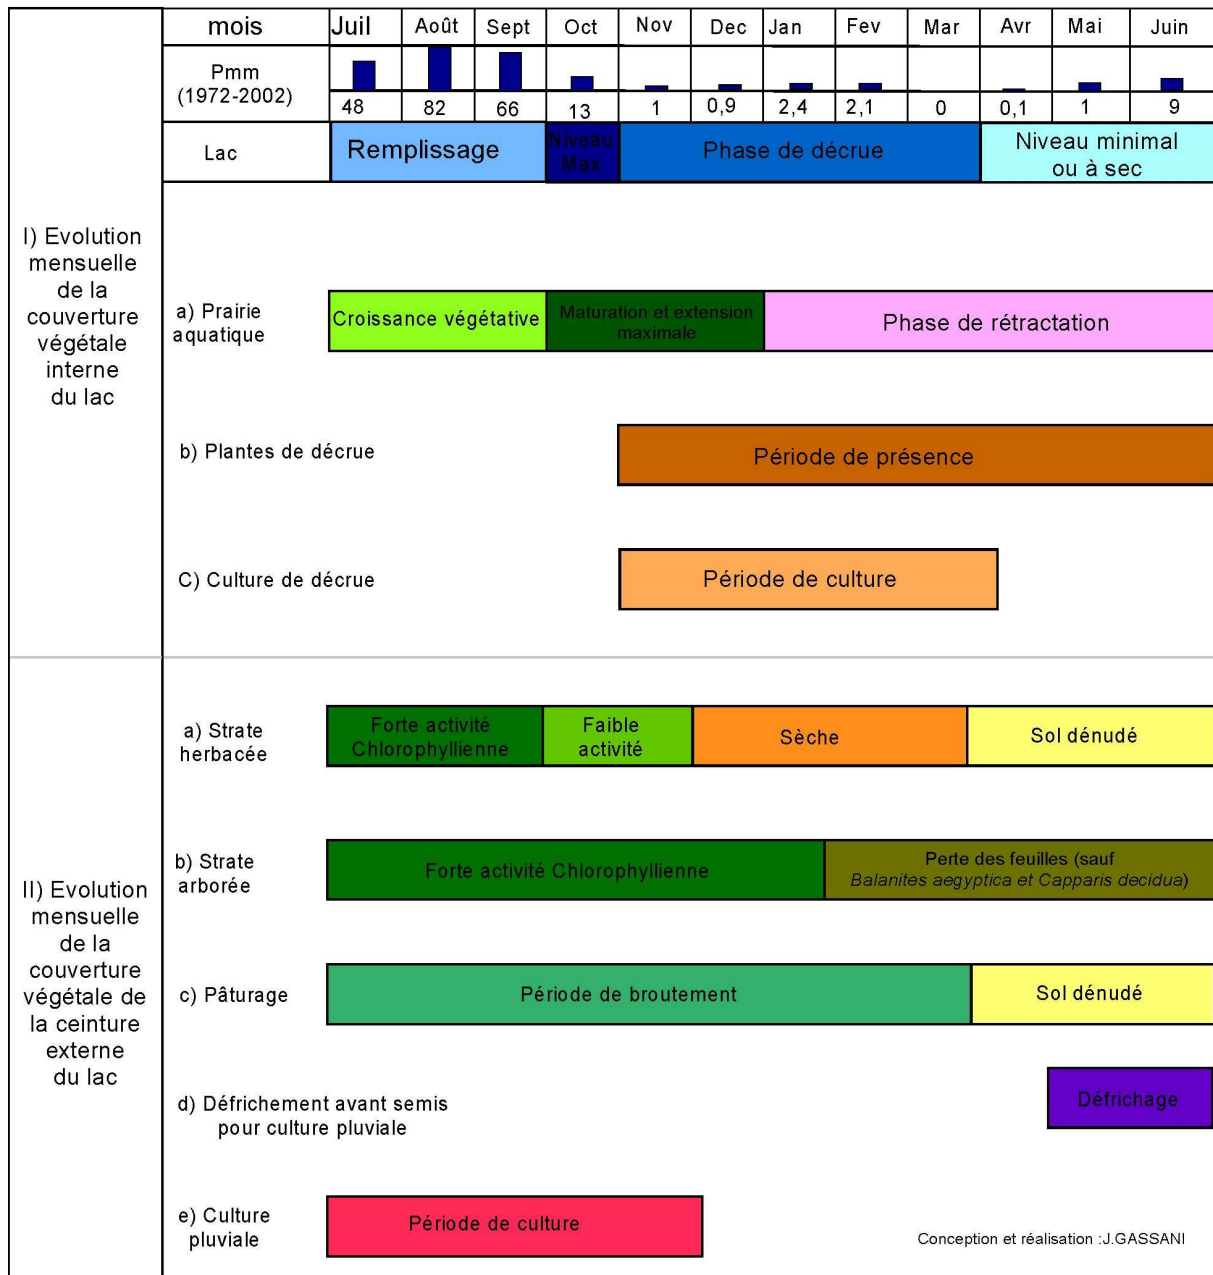 mois Juil Août Sept Oct Nov Dec Jan Fev Mar Avr Mai Juin
Pmm
(1972-2002)
48 82 66 13 1 0,9 2,4 2,1 0 0,1 1 9
Lac
Remplissage
Niveau
Max
Phase de décrue
Niveau minimal
ou à sec
I) Evolution
mensuelle
de la
couverture
végétale
interne
du lac
a) Prairie
aquatique
Croissance végétative
Maturation et extension
maximale
Phase de rétractation
b) Plantes de décrue
Période de présence
C) Culture de décrue
Période de culture
II) Evolution
mensuelle
de la
couverture
végétale de
la ceinture
externe
du lac
a) Strate
herbacée
Forte activité
Chlorophyllienne
Faible
activité
Sèche
Sol dénudé
b) Strate
arborée
Forte activité Chlorophyllienne
Perte des feuilles (sauf
Balanites aegyptica et Capparis decidua)
c) Pâturage
Période de broutement
Sol dénudé
d) Défrichement avant semis
pour culture pluviale
Défrichage
e) Culture
pluviale
Période de culture
Conception et réalisation :J.GASSANI